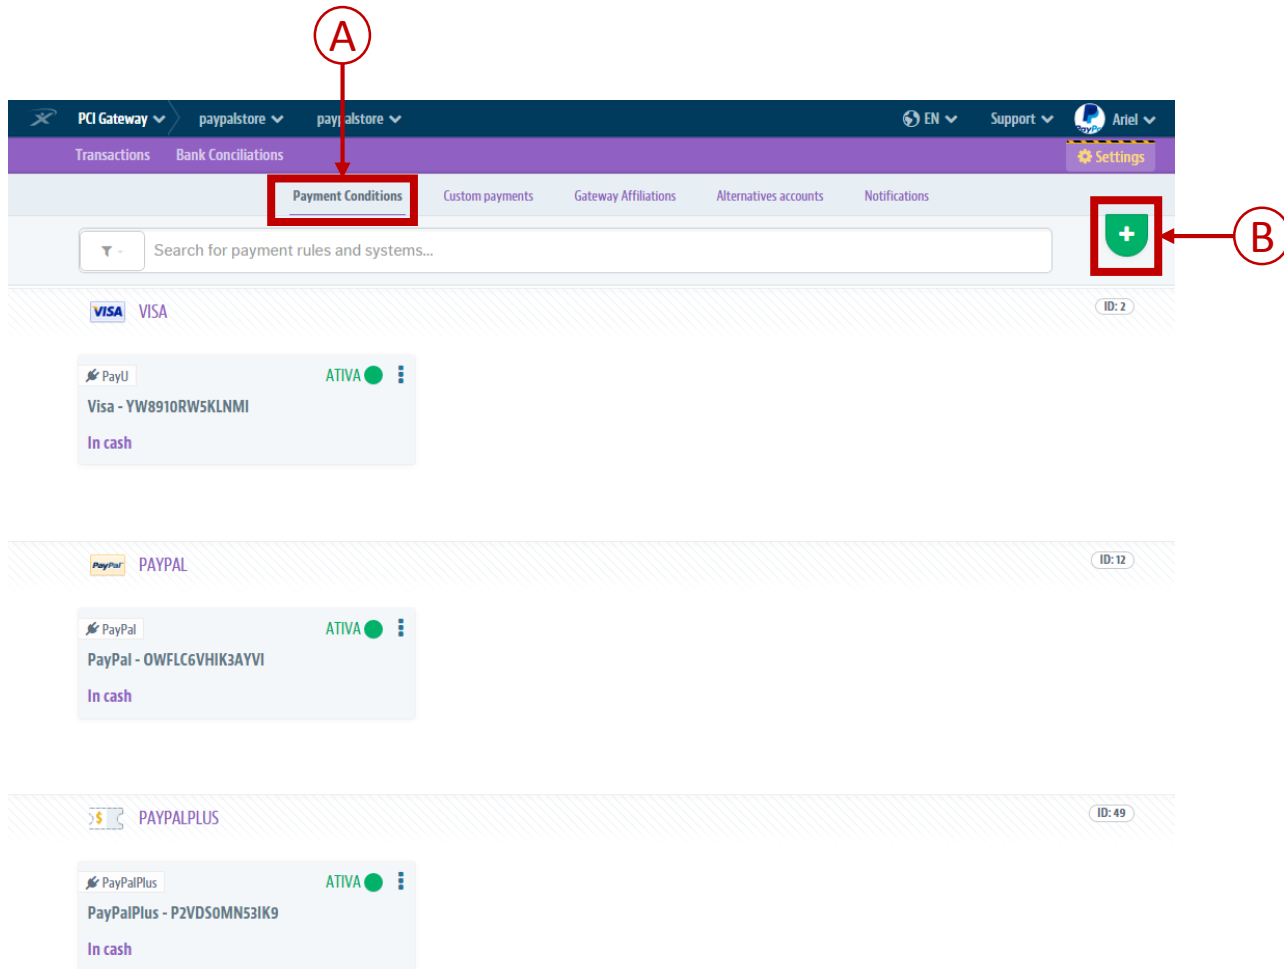 A
PCI Gateway paypalstore paypalstore EN Support PayPal Ariel
Transactions Bank Conciliations Settings
Payment Conditions Custom payments Gateway Affiliations Alternatives accounts Notifications
Search for payment rules and systems...
B
VISA VISA ID: 2
PayU ATIVA
Visa - YW8910RW5KLNMI
In cash
PayPal PAYPAL ID: 12
PayPal ATIVA
PayPal - OWFLC6VHIK3AYVI
In cash
$ PAYPALPLUS ID: 49
PayPalPlus ATIVA
PayPalPlus - P2VDS0MN53IK9
In cash